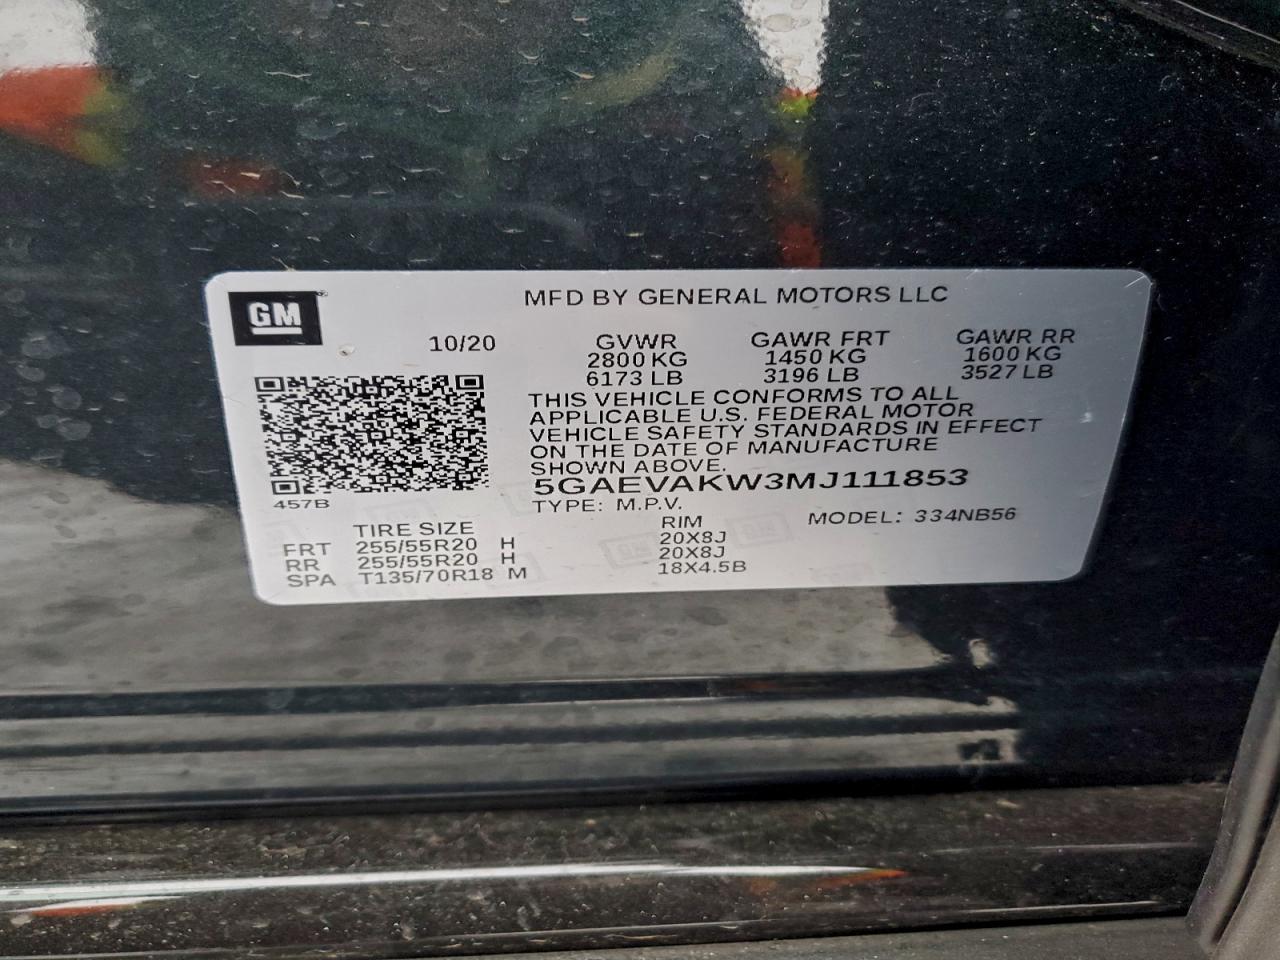 GM
MFD BY GENERAL MOTORS LLC
10/20
GVWR GAWR FRT GAWR RR
2800 KG 1450 KG 1600 KG
6173 LB 3196 LB 3527 LB
THIS VEHICLE CONFORMS TO ALL
APPLICABLE U.S. FEDERAL MOTOR
VEHICLE SAFETY STANDARDS IN EFFECT
ON THE DATE OF MANUFACTURE
SHOWN ABOVE.
5GAEVAKW3MJ111853
457B
TYPE: M.P.V. MODEL: 334NB56
TIRE SIZE RIM
FRT 255/55R20 H 20X8J
RR 255/55R20 H 20X8J
SPA T135/70R18 M 18X4.5B